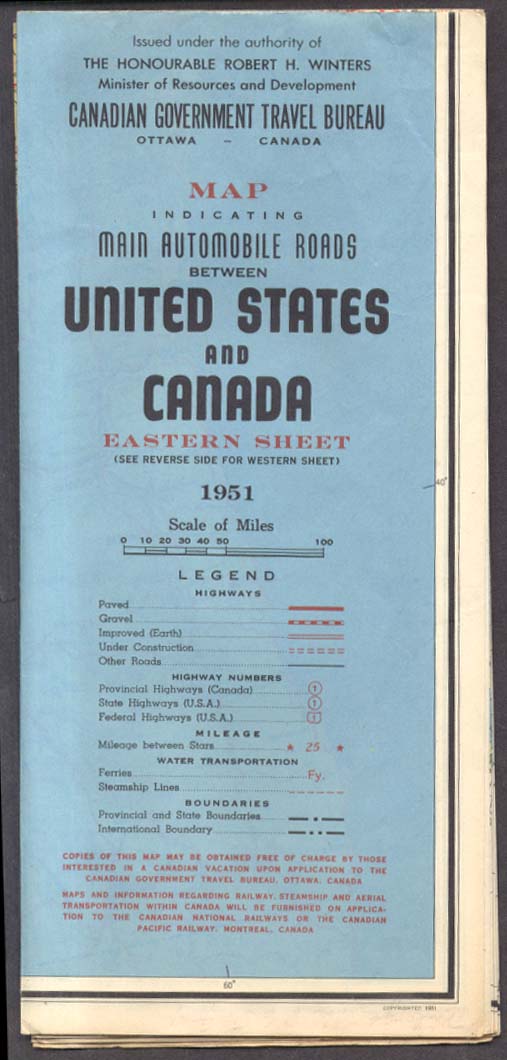 Issued under the authority of
THE HONOURABLE ROBERT H. WINTERS
Minister of Resources and Development
CANADIAN GOVERNMENT TRAVEL BUREAU
OTTAWA – CANADA
MAP
INDICATING
MAIN AUTOMOBILE ROADS
BETWEEN
UNITED STATES
AND
CANADA
EASTERN SHEET
(SEE REVERSE SIDE FOR WESTERN SHEET)
1951
Scale of Miles
0 10 20 30 40 50 100
LEGEND
HIGHWAYS
Paved
Gravel
Improved (Earth)
Under Construction
Other Roads
HIGHWAY NUMBERS
Provincial Highways (Canada) 1
State Highways (U.S.A.) 1
Federal Highways (U.S.A.) 1
MILEAGE
Mileage between Stars ★ 25 ★
WATER TRANSPORTATION
Ferries Fy.
Steamship Lines
BOUNDARIES
Provincial and State Boundaries
International Boundary
COPIES OF THIS MAP MAY BE OBTAINED FREE OF CHARGE BY THOSE
INTERESTED IN A CANADIAN VACATION UPON APPLICATION TO THE
CANADIAN GOVERNMENT TRAVEL BUREAU, OTTAWA, CANADA
MAPS AND INFORMATION REGARDING RAILWAY, STEAMSHIP AND AERIAL
TRANSPORTATION WITHIN CANADA WILL BE FURNISHED ON APPLICA-
TION TO THE CANADIAN NATIONAL RAILWAYS OR THE CANADIAN
PACIFIC RAILWAY, MONTREAL, CANADA
40°
60°
COPYRIGHTED 1951